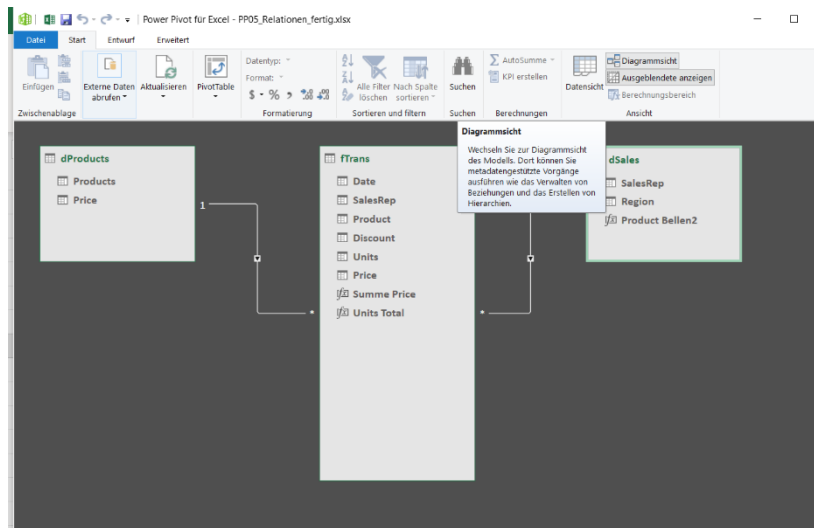 Power Pivot für Excel - PP05_Relationen_fertig.xlsx
Datei Start Entwurf Erweitert
Einfügen
Externe Daten abrufen
Aktualisieren
PivotTable
Datentyp:
Format:
$ % 9
Alle Filter löschen
Nach Spalte sortieren
Suchen
AutoSumme
KPI erstellen
Datensicht
Diagrammsicht
Ausgeblendete anzeigen
Berechnungsbereich
Zwischenablage
Formatierung
Sortieren und filtern
Suchen
Berechnungen
Ansicht
Diagrammsicht
Wechseln Sie zur Diagrammsicht
des Modells. Dort können Sie
metadatengestützte Vorgänge
ausführen wie das Verwalten von
Beziehungen und das Erstellen von
Hierarchien.
dProducts
Products
Price
1
fTrans
Date
SalesRep
Product
Discount
Units
Price
Summe Price
Units Total
*
*
dSales
SalesRep
Region
Product Bellen2